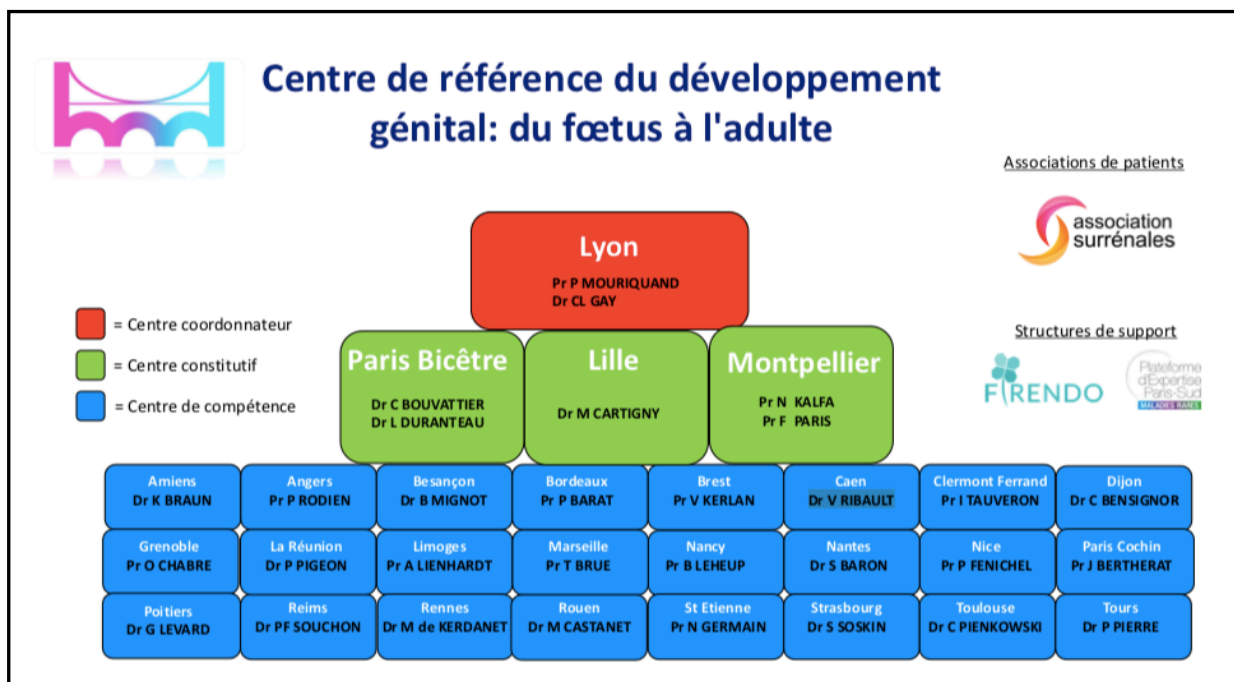 Centre de référence du développement
génital: du fœtus à l'adulte
Associations de patients
association
surrénales
Lyon
Pr P MOURIQUAND
Dr CL GAY
= Centre coordonnateur
= Centre constitutif
= Centre de compétence
Structures de support
FIRENDO
Plateforme
d'Expertise
Paris-Sud
MALADIES RARES
Paris Bicêtre
Dr C BOUVATTIER
Dr L DURANTEAU
Lille
Dr M CARTIGNY
Montpellier
Pr N KALFA
Pr F PARIS
Amiens
Dr K BRAUN
Angers
Pr P RODIEN
Besançon
Dr B MIGNOT
Bordeaux
Pr P BARAT
Brest
Pr V KERLAN
Caen
Dr V RIBAULT
Clermont Ferrand
Pr I TAUVERON
Dijon
Dr C BENSIGNOR
Grenoble
Pr O CHABRE
La Réunion
Dr P PIGEON
Limoges
Pr A LIENHARDT
Marseille
Pr T BRUE
Nancy
Pr B LEHEUP
Nantes
Dr S BARON
Nice
Pr P FENICHEL
Paris Cochin
Pr J BERTHERAT
Poitiers
Dr G LEVARD
Reims
Dr PF SOUCHON
Rennes
Dr M de KERDANET
Rouen
Dr M CASTANET
St Etienne
Pr N GERMAIN
Strasbourg
Dr S SOSKIN
Toulouse
Dr C PIENKOWSKI
Tours
Dr P PIERRE